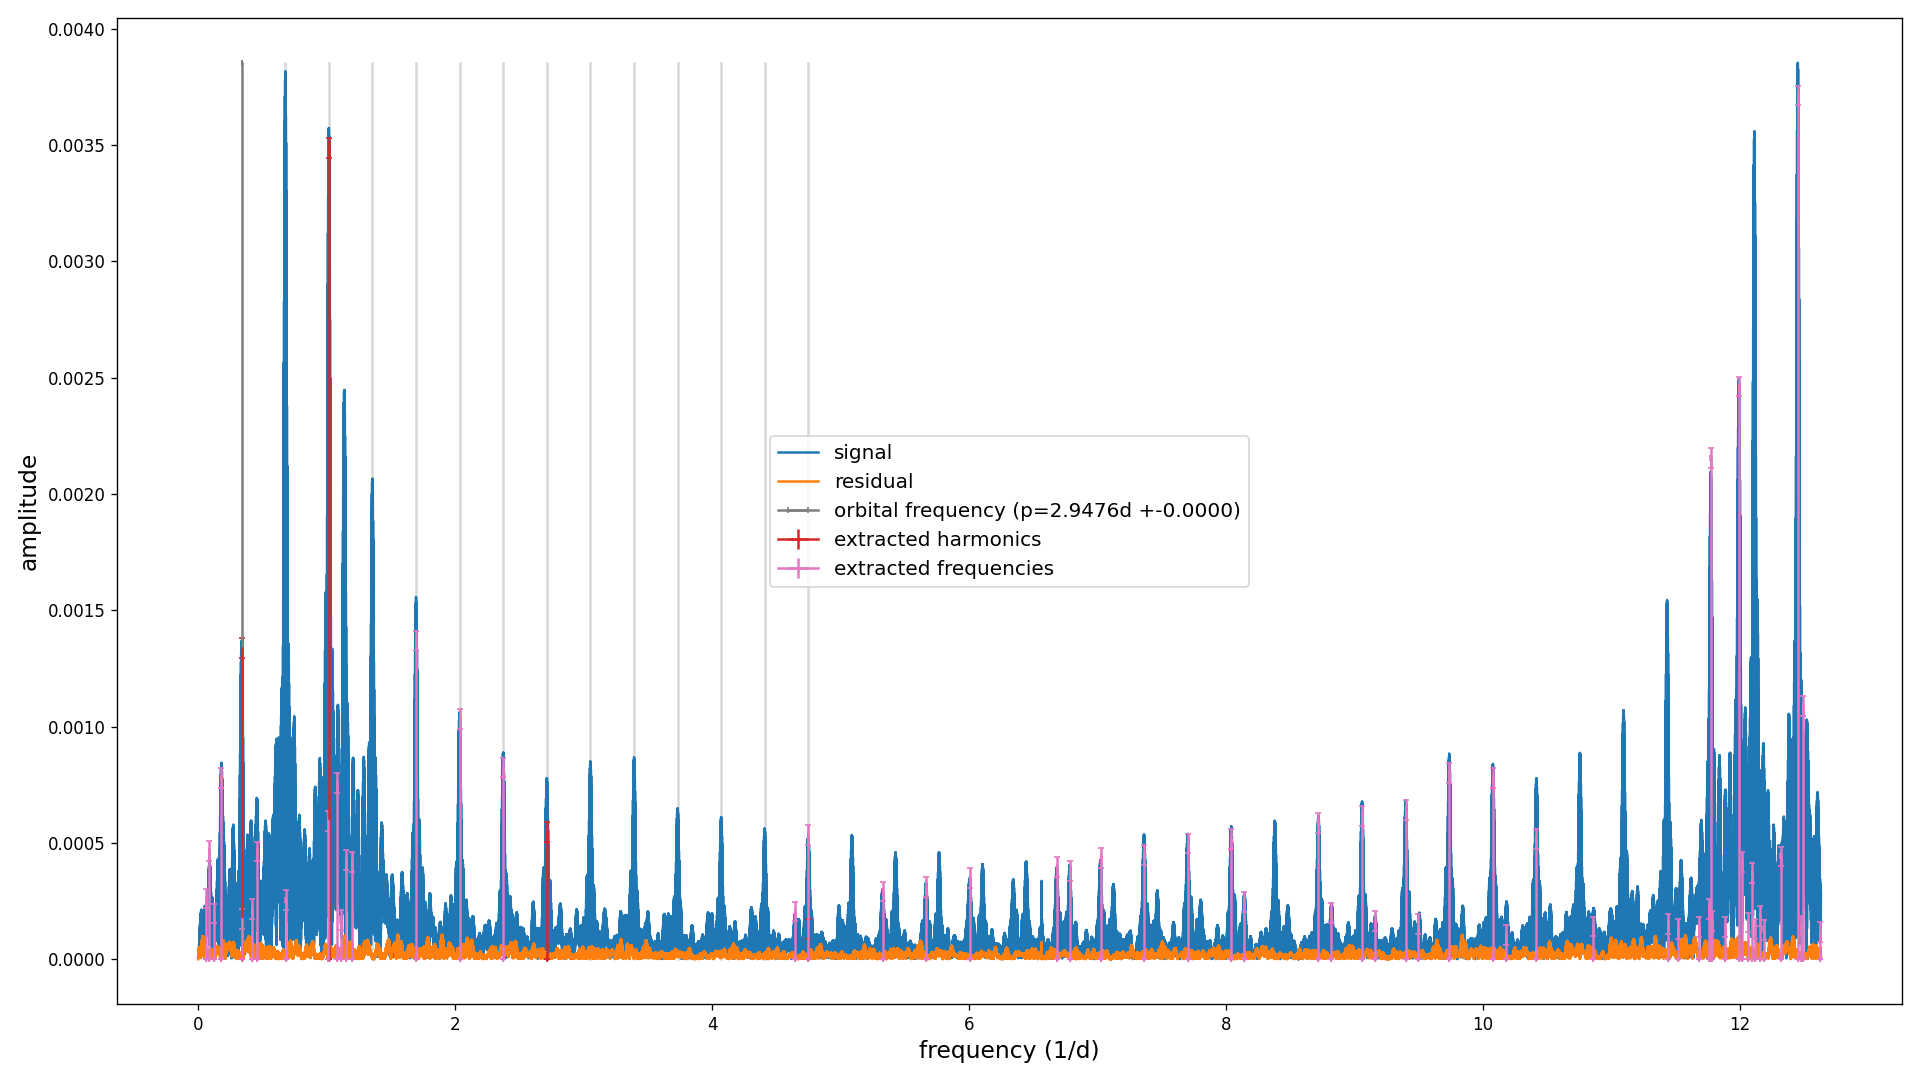 0.0040
0.0035
0.0030
0.0025
0.0020
0.0015
0.0010
0.0005
0.0000
amplitude
signal
residual
orbital frequency (p=2.9476d +-0.0000)
extracted harmonics
extracted frequencies
0 2 4 6 8 10 12
frequency (1/d)